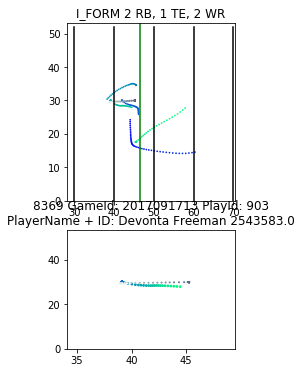 I_FORM 2 RB, 1 TE, 2 WR
50
40
30
20
10
0
30 40 50 60 70
8369 GameId: 2017091713 PlayId: 903
PlayerName + ID: Devonta Freeman 2543583.0
40
20
0
35 40 45